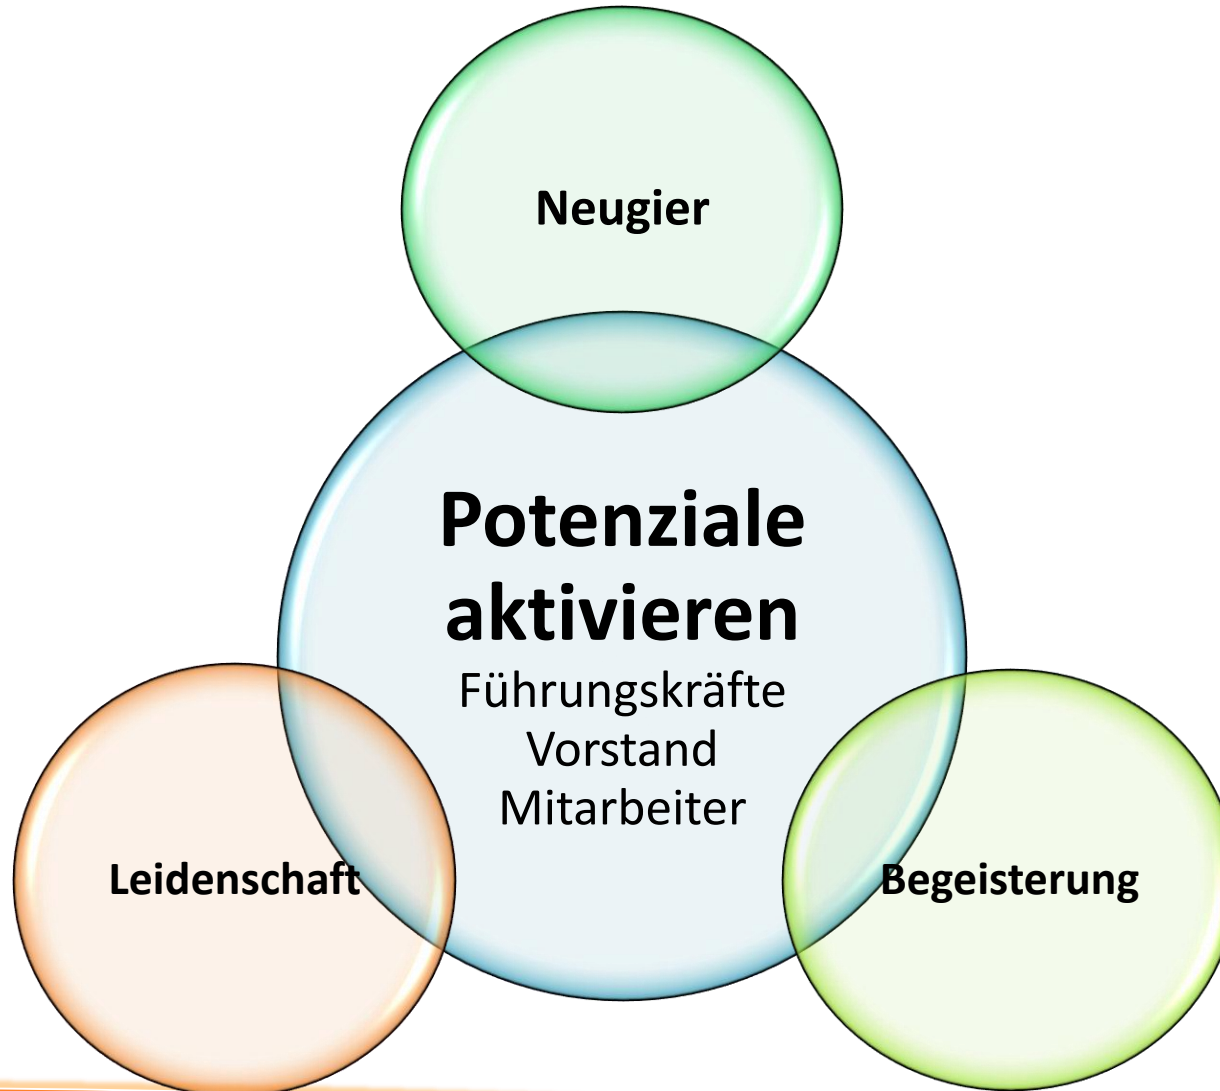 Neugier
Potenziale
aktivieren
Führungskräfte
Vorstand
Mitarbeiter
Leidenschaft
Begeisterung